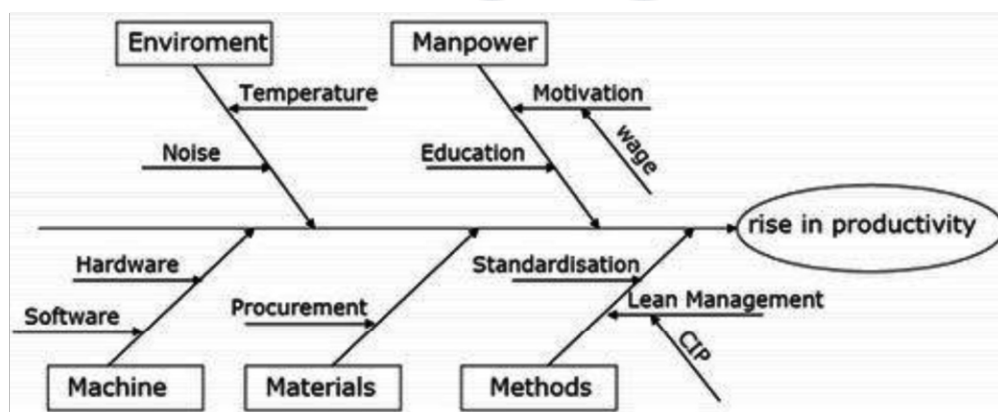 Enviroment
Manpower
Temperature
Motivation
Noise
Education
wage
rise in productivity
Hardware
Standardisation
Software
Procurement
Lean Management
CIP
Machine
Materials
Methods